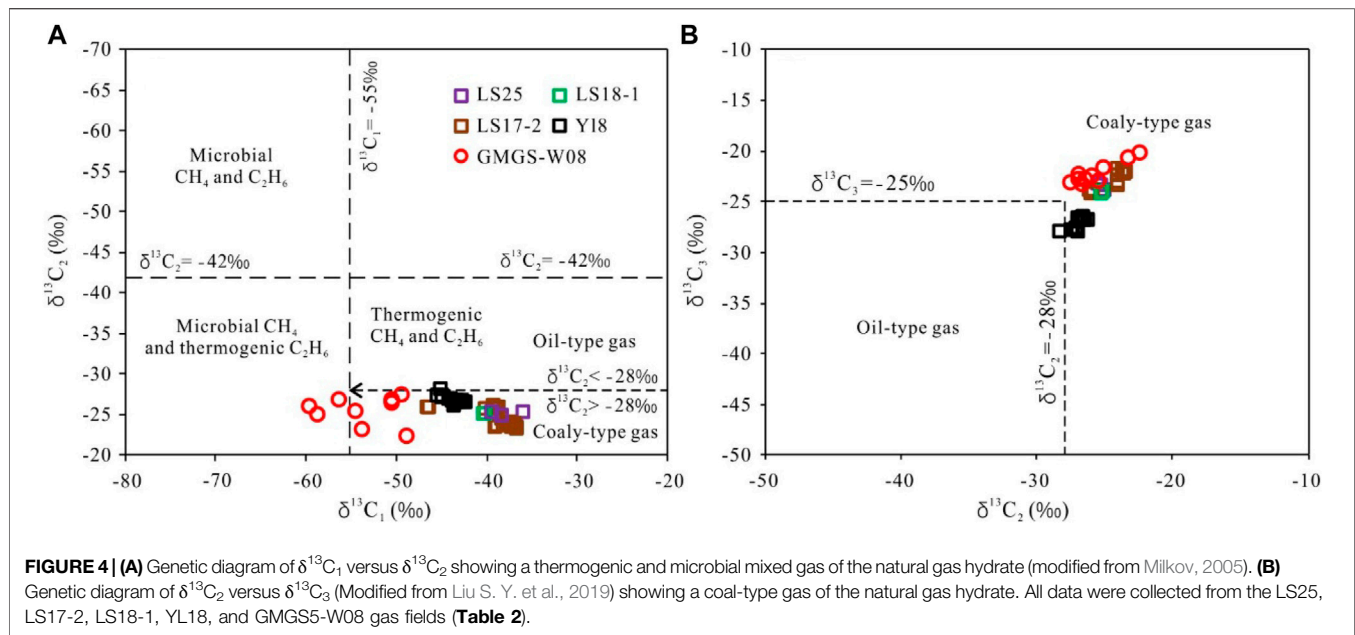 A
-70
-65
-60
-55
-50
-45
-40
-35
-30
-25
-20
δ¹³C₂ (‰)
δ¹³C₁= -55‰
LS25 LS18-1
LS17-2 Y18
GMGS-W08
Microbial
CH₄ and C₂H₆
δ¹³C₂= -42‰ δ¹³C₂= -42‰
Microbial CH₄
and thermogenic C₂H₆
Thermogenic
CH₄ and C₂H₆
Oil-type gas
δ¹³C₂< -28‰
δ¹³C₂> -28‰
Coaly-type gas
-80 -70 -60 -50 -40 -30 -20
δ¹³C₁ (‰)
B
-10
-15
-20
-25
-30
-35
-40
-45
-50
δ¹³C₃ (‰)
Coaly-type gas
δ¹³C₃= -25‰
Oil-type gas
δ¹³C₂= -28‰
-50 -40 -30 -20 -10
δ¹³C₂ (‰)
FIGURE 4 | (A) Genetic diagram of δ¹³C₁ versus δ¹³C₂ showing a thermogenic and microbial mixed gas of the natural gas hydrate (modified from Milkov, 2005). (B)
Genetic diagram of δ¹³C₂ versus δ¹³C₃ (Modified from Liu S. Y. et al., 2019) showing a coal-type gas of the natural gas hydrate. All data were collected from the LS25,
LS17-2, LS18-1, YL18, and GMGS5-W08 gas fields (Table 2).